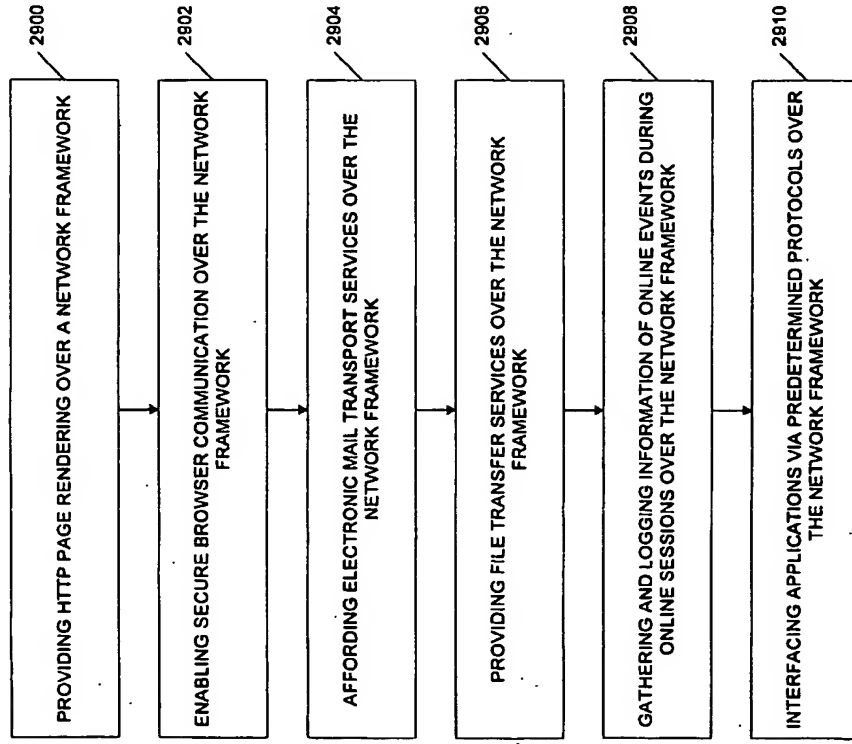 PROVIDING HTTP PAGE RENDERING OVER A NETWORK FRAMEWORK
2900
ENABLING SECURE BROWSER COMMUNICATION OVER THE NETWORK
FRAMEWORK
2902
AFFORDING ELECTRONIC MAIL TRANSPORT SERVICES OVER THE
NETWORK FRAMEWORK
2904
PROVIDING FILE TRANSFER SERVICES OVER THE NETWORK
FRAMEWORK
2906
GATHERING AND LOGGING INFORMATION OF ONLINE EVENTS DURING
ONLINE SESSIONS OVER THE NETWORK FRAMEWORK
2908
INTERFACING APPLICATIONS VIA PREDETERMINED PROTOCOLS OVER
THE NETWORK FRAMEWORK
2910